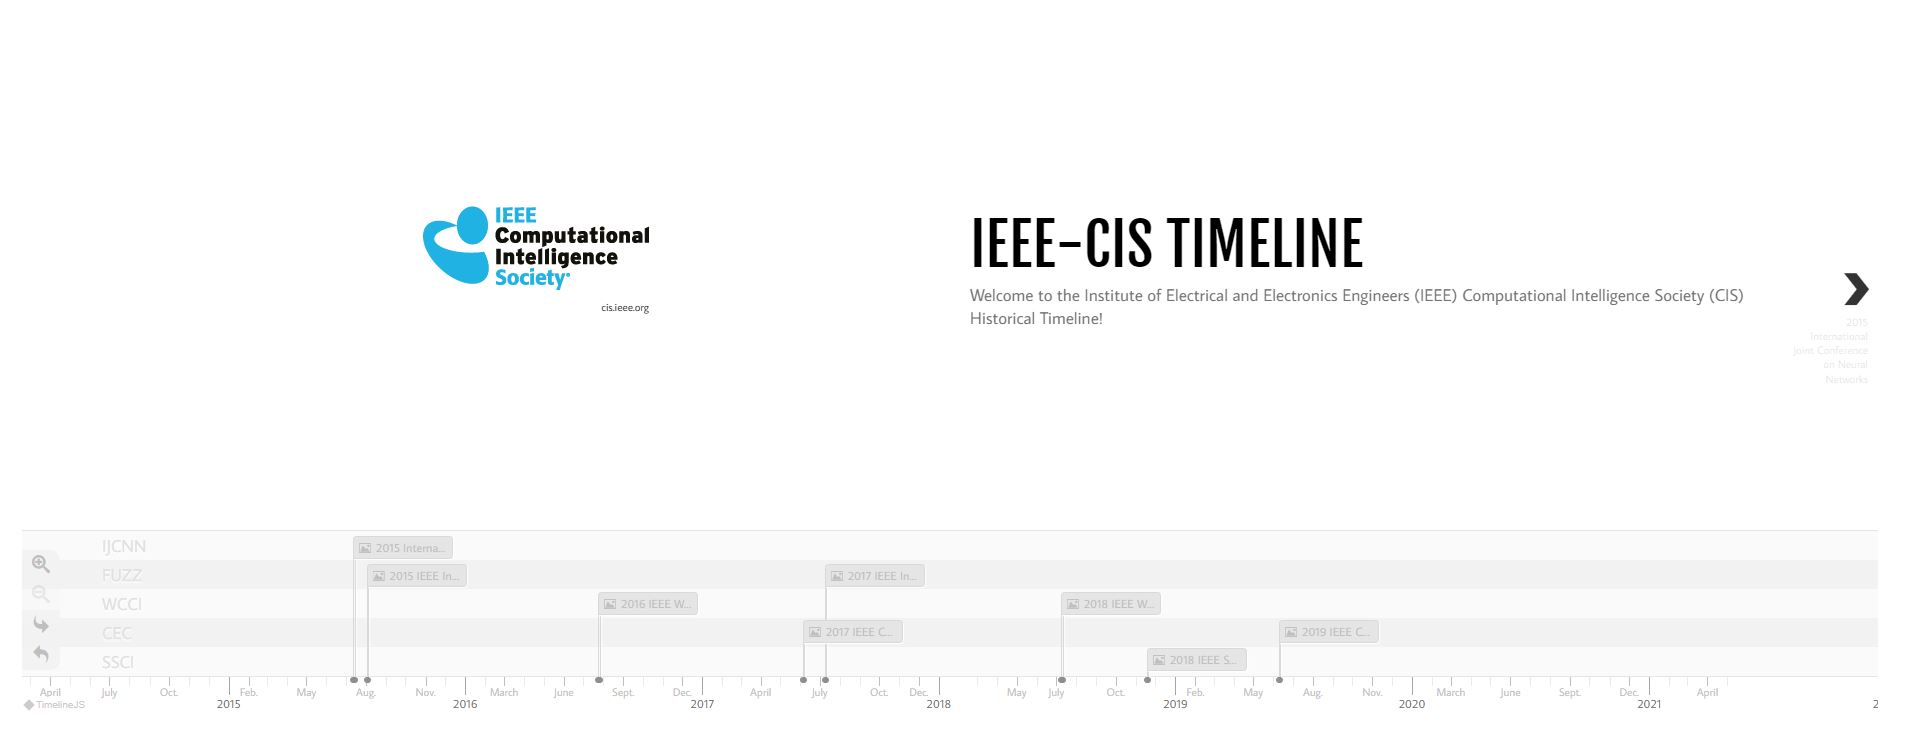 IEEE
Computational
Intelligence
Society
cis.ieee.org
IEEE-CIS TIMELINE
Welcome to the Institute of Electrical and Electronics Engineers (IEEE) Computational Intelligence Society (CIS)
Historical Timeline!
2015
International
Joint Conference
on Neural
Networks
IJCNN
2015 Interna...
FUZZ
2015 IEEE In...
2017 IEEE In...
WCCI
2016 IEEE W...
2018 IEEE W...
CEC
2017 IEEE C...
2019 IEEE C...
SSCI
2018 IEEE S...
April July Oct. Feb. May Aug. Nov. March June Sept. Dec. April July Oct. Dec. May July Oct. Feb. May Aug. Nov. March June Sept. Dec. April
TimelineJS 2015 2016 2017 2018 2019 2020 2021 2